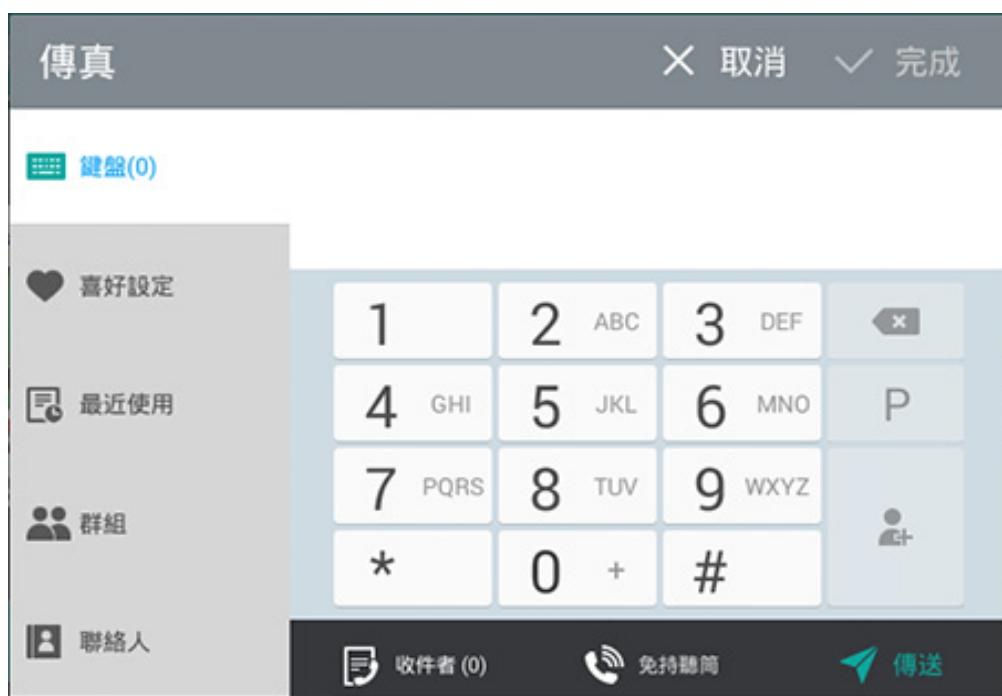 傳真
取消
完成
鍵盤(0)
喜好設定
最近使用
群組
聯絡人
1
2 ABC
3 DEF
4 GHI
5 JKL
6 MNO
P
7 PQRS
8 TUV
9 WXYZ
*
0 +
#
收件者 (0)
免持聽筒
傳送